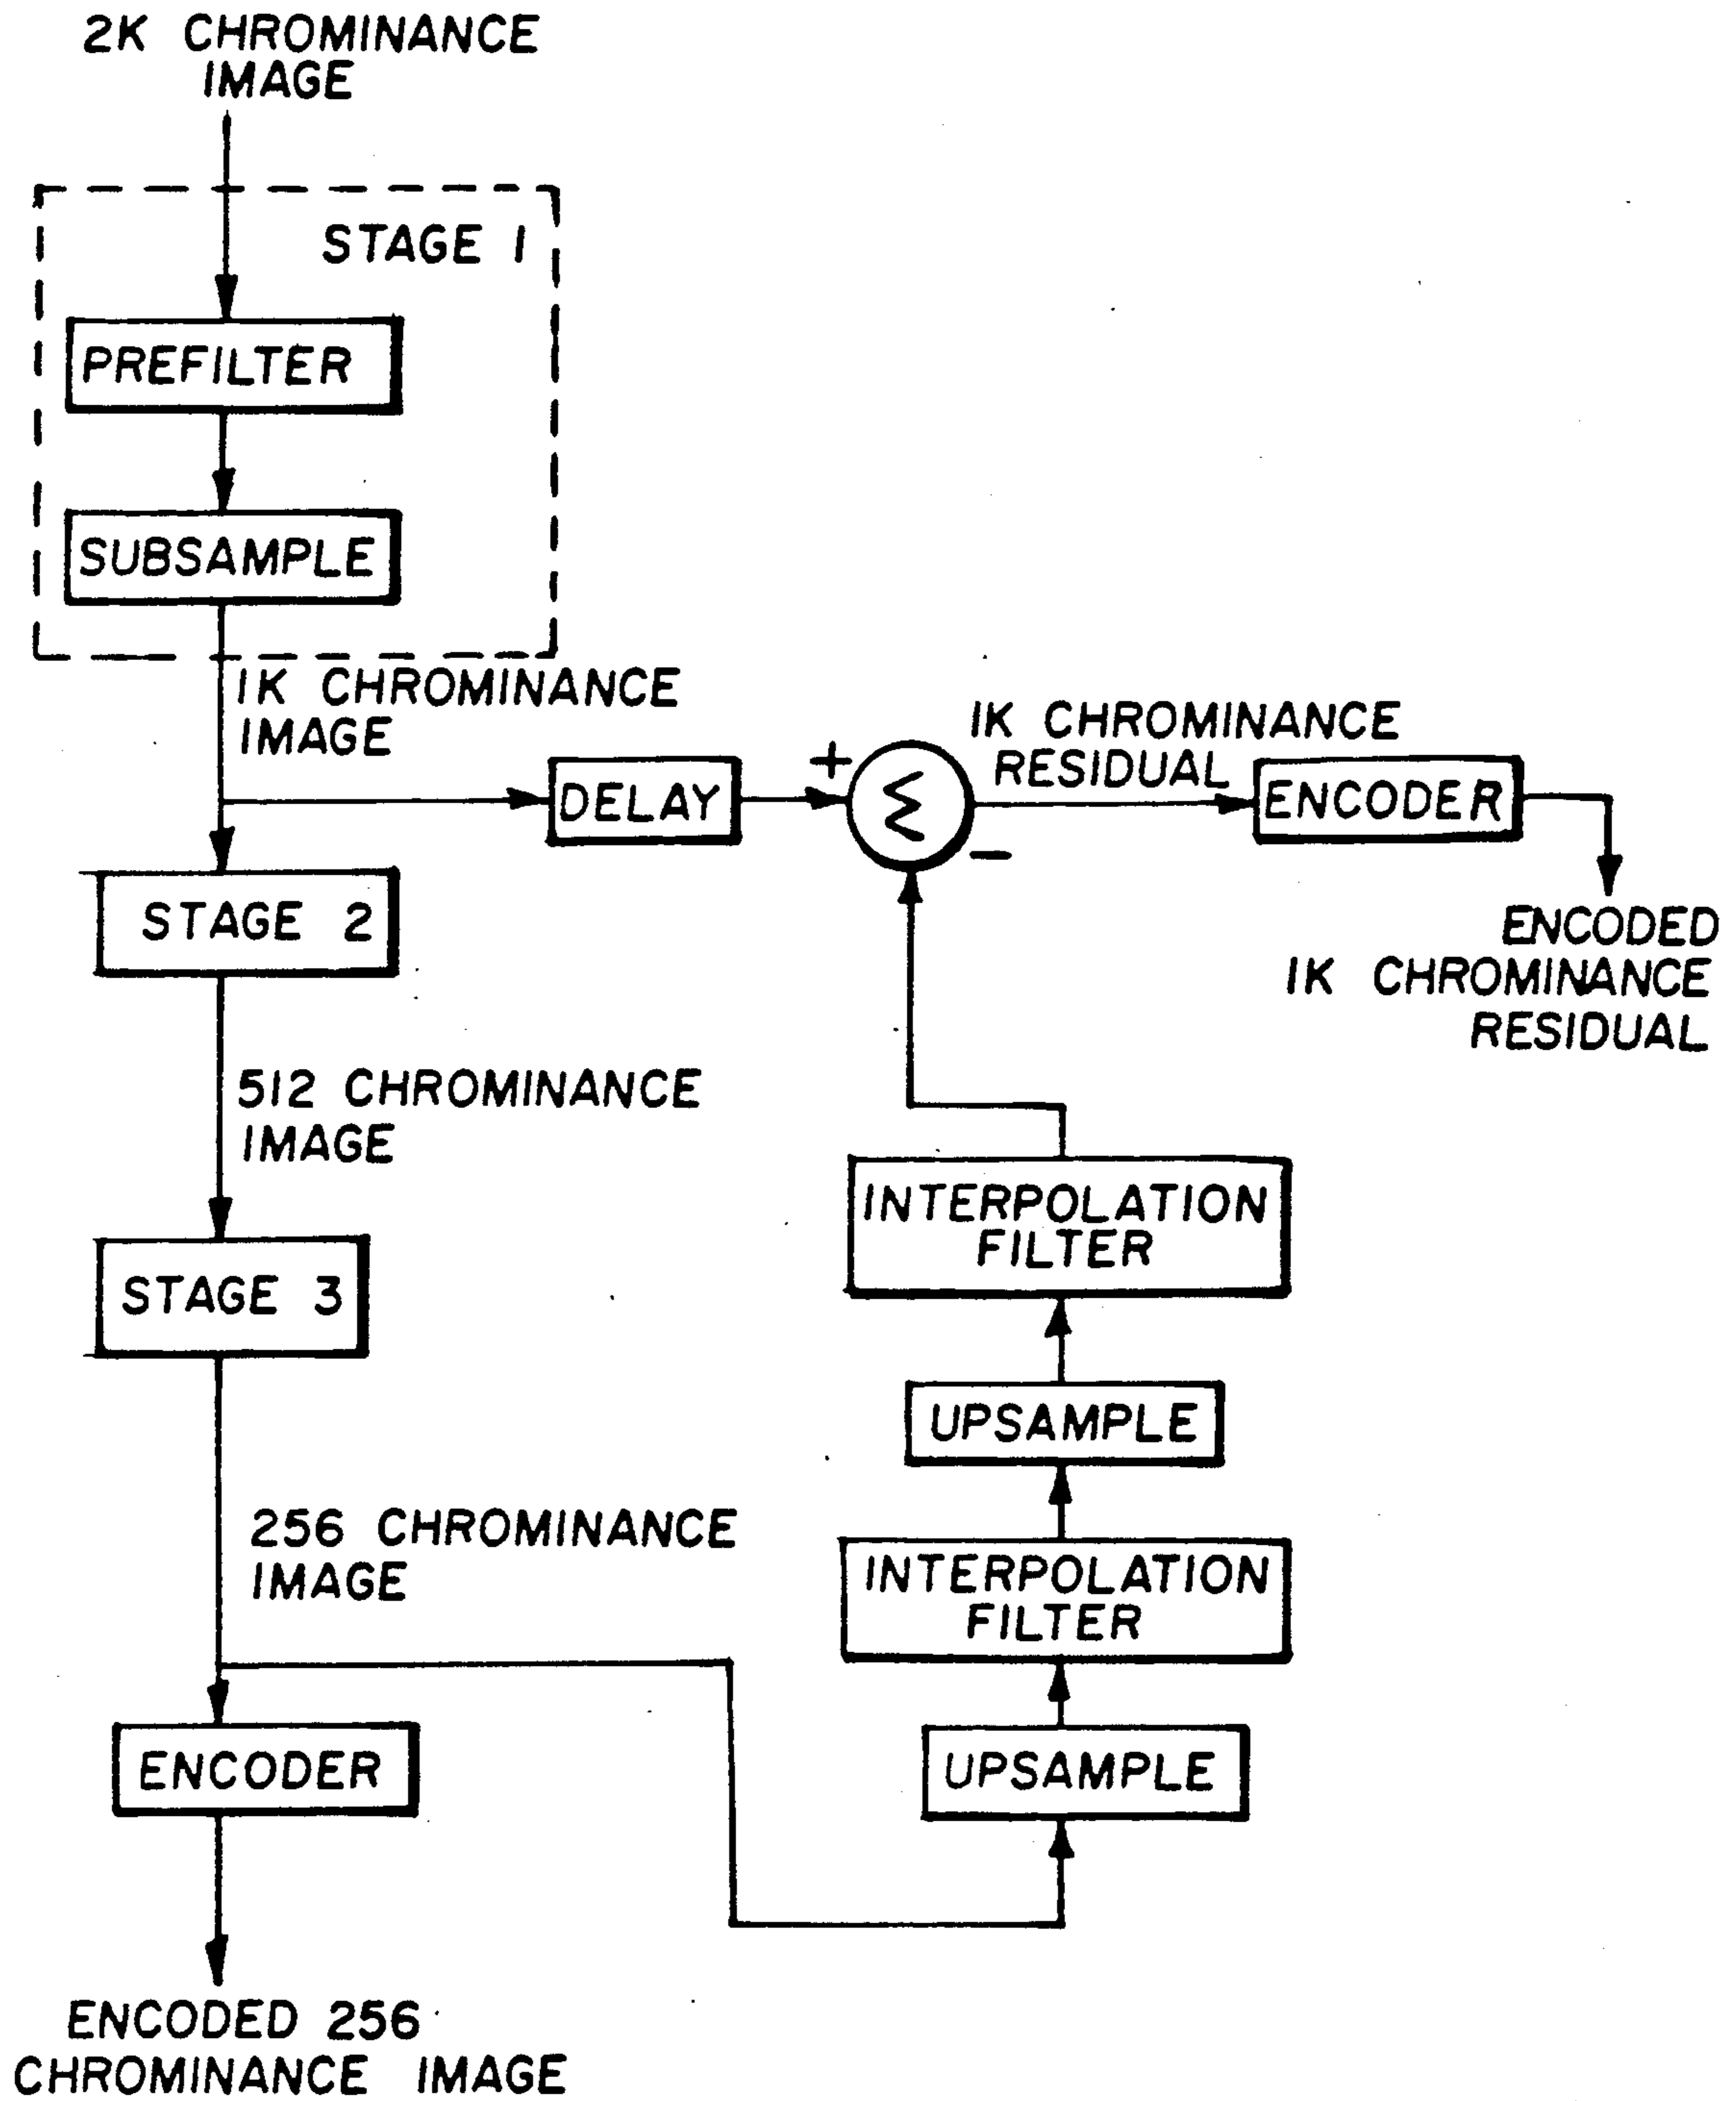 2K CHROMINANCE
IMAGE
STAGE 1
PREFILTER
SUBSAMPLE
1K CHROMINANCE
IMAGE
DELAY
+
Σ
−
1K CHROMINANCE
RESIDUAL
ENCODER
ENCODED
1K CHROMINANCE
RESIDUAL
STAGE 2
512 CHROMINANCE
IMAGE
STAGE 3
INTERPOLATION
FILTER
UPSAMPLE
256 CHROMINANCE
IMAGE
INTERPOLATION
FILTER
ENCODER
UPSAMPLE
ENCODED 256
CHROMINANCE IMAGE